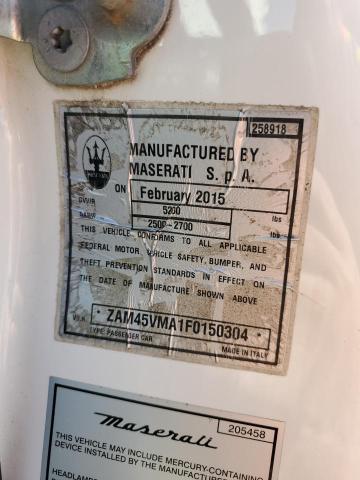 258918
MANUFACTURED BY
MASERATI S.p.A.
MASERATI
ON February 2015
GVWR 5200 lbs
GAWR 2500-2700 lbs
THIS VEHICLE CONFORMS TO ALL APPLICABLE
FEDERAL MOTOR VEHICLE SAFETY, BUMPER, AND
THEFT PREVENTION STANDARDS IN EFFECT ON
THE DATE OF MANUFACTURE SHOWN ABOVE
V.I.N. *ZAM45VMA1F0150304*
TYPE: PASSENGER CAR MADE IN ITALY
Maserati 205458
THIS VEHICLE MAY INCLUDE MERCURY-CONTAINING
DEVICE INSTALLED BY THE MANUFACTURER
HEADLAMPS